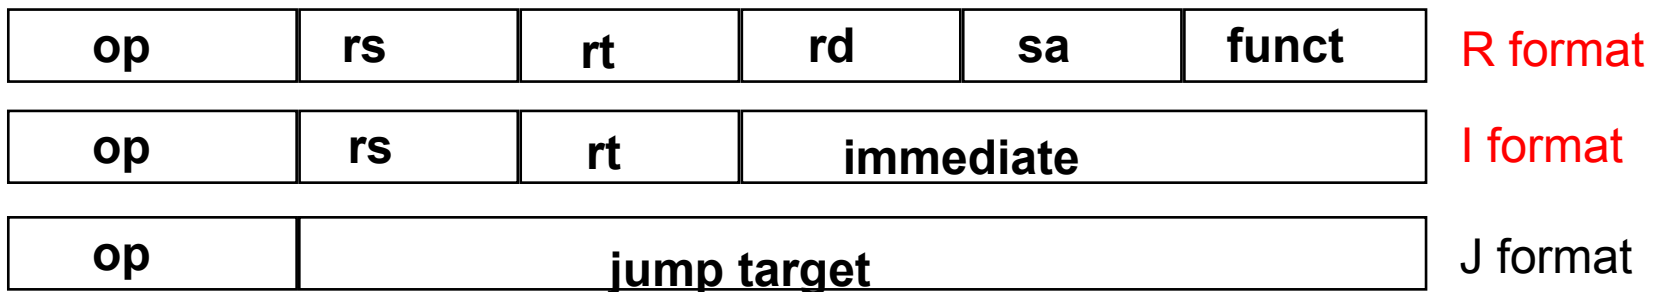 op rs rt rd sa funct R format
op rs rt immediate I format
op jump target J format